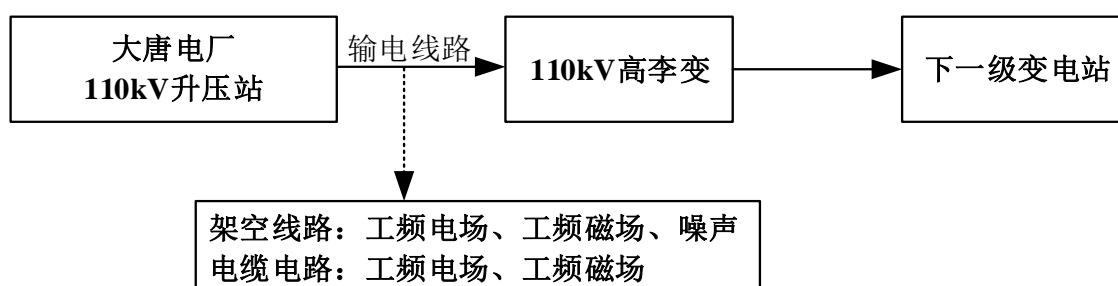 大唐电厂
110kV升压站
输电线路
110kV高李变
下一级变电站
架空线路：工频电场、工频磁场、噪声
电缆电路：工频电场、工频磁场